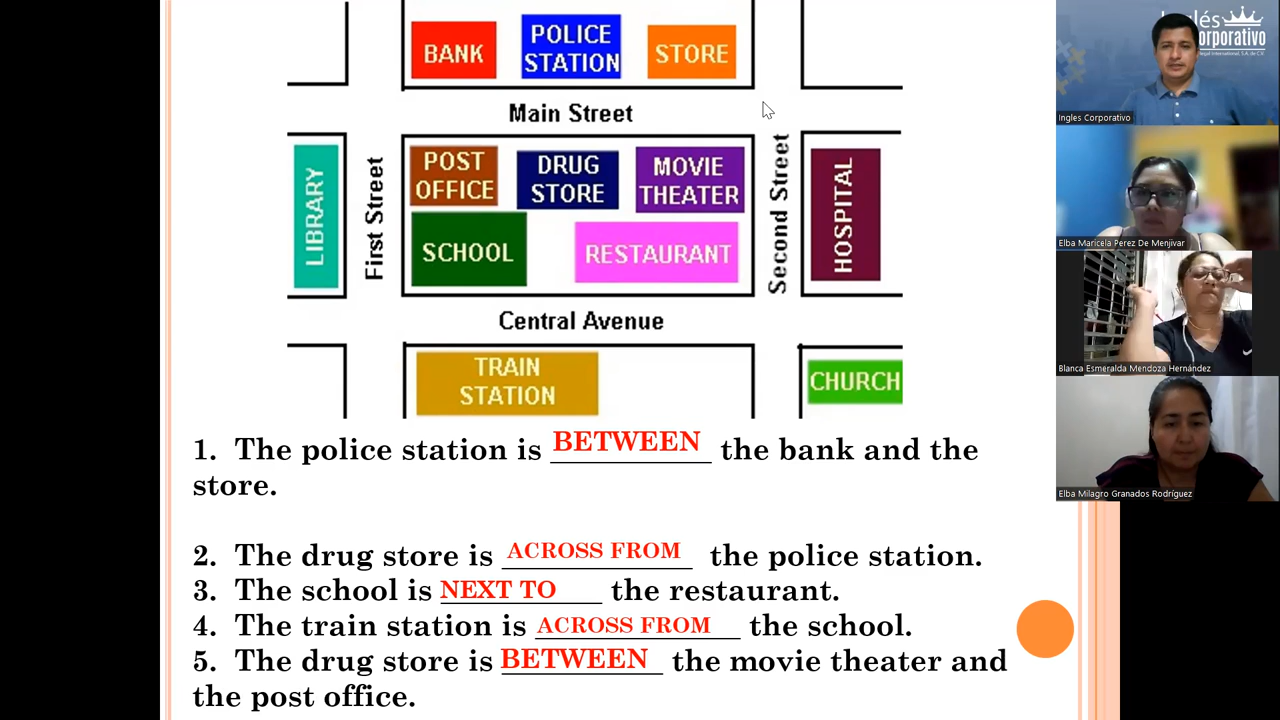 BANK
POLICE
STATION
STORE
Main Street
LIBRARY
First Street
POST
OFFICE
DRUG
STORE
MOVIE
THEATER
Second Street
HOSPITAL
SCHOOL
RESTAURANT
Central Avenue
TRAIN
STATION
CHURCH
1. The police station is BETWEEN the bank and the
store.
2. The drug store is ACROSS FROM the police station.
3. The school is NEXT TO the restaurant.
4. The train station is ACROSS FROM the school.
5. The drug store is BETWEEN the movie theater and
the post office.
Ingles Corporativo
Elba Maricela Perez De Menjivar
Blanca Esmeralda Mendoza Hernández
Elba Milagro Granados Rodríguez